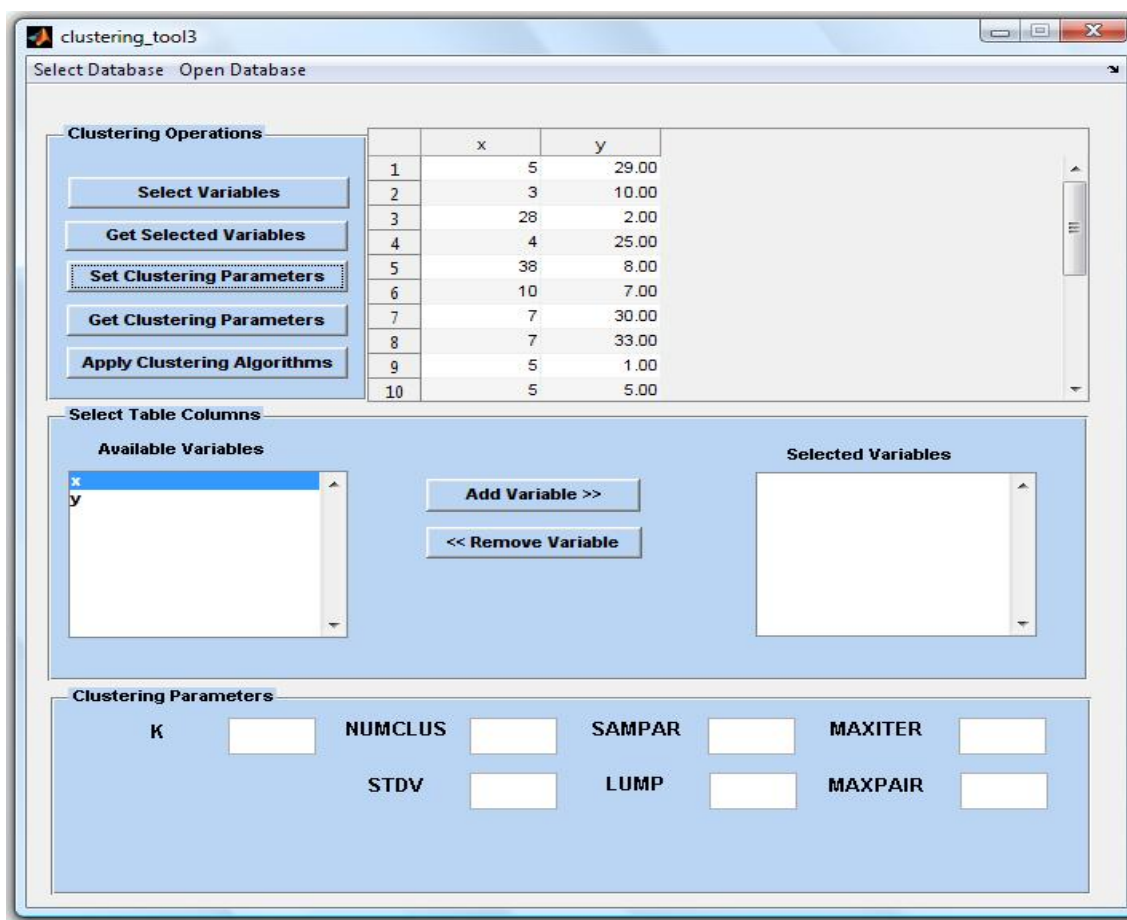 clustering_tool3
Select Database Open Database
Clustering Operations
Select Variables
Get Selected Variables
Set Clustering Parameters
Get Clustering Parameters
Apply Clustering Algorithms
x y
1 5 29.00
2 3 10.00
3 28 2.00
4 4 25.00
5 38 8.00
6 10 7.00
7 7 30.00
8 7 33.00
9 5 1.00
10 5 5.00
Select Table Columns
Available Variables
x
y
Add Variable >>
<< Remove Variable
Selected Variables
Clustering Parameters
K NUMCLUS SAMPAR MAXITER
STDV LUMP MAXPAIR